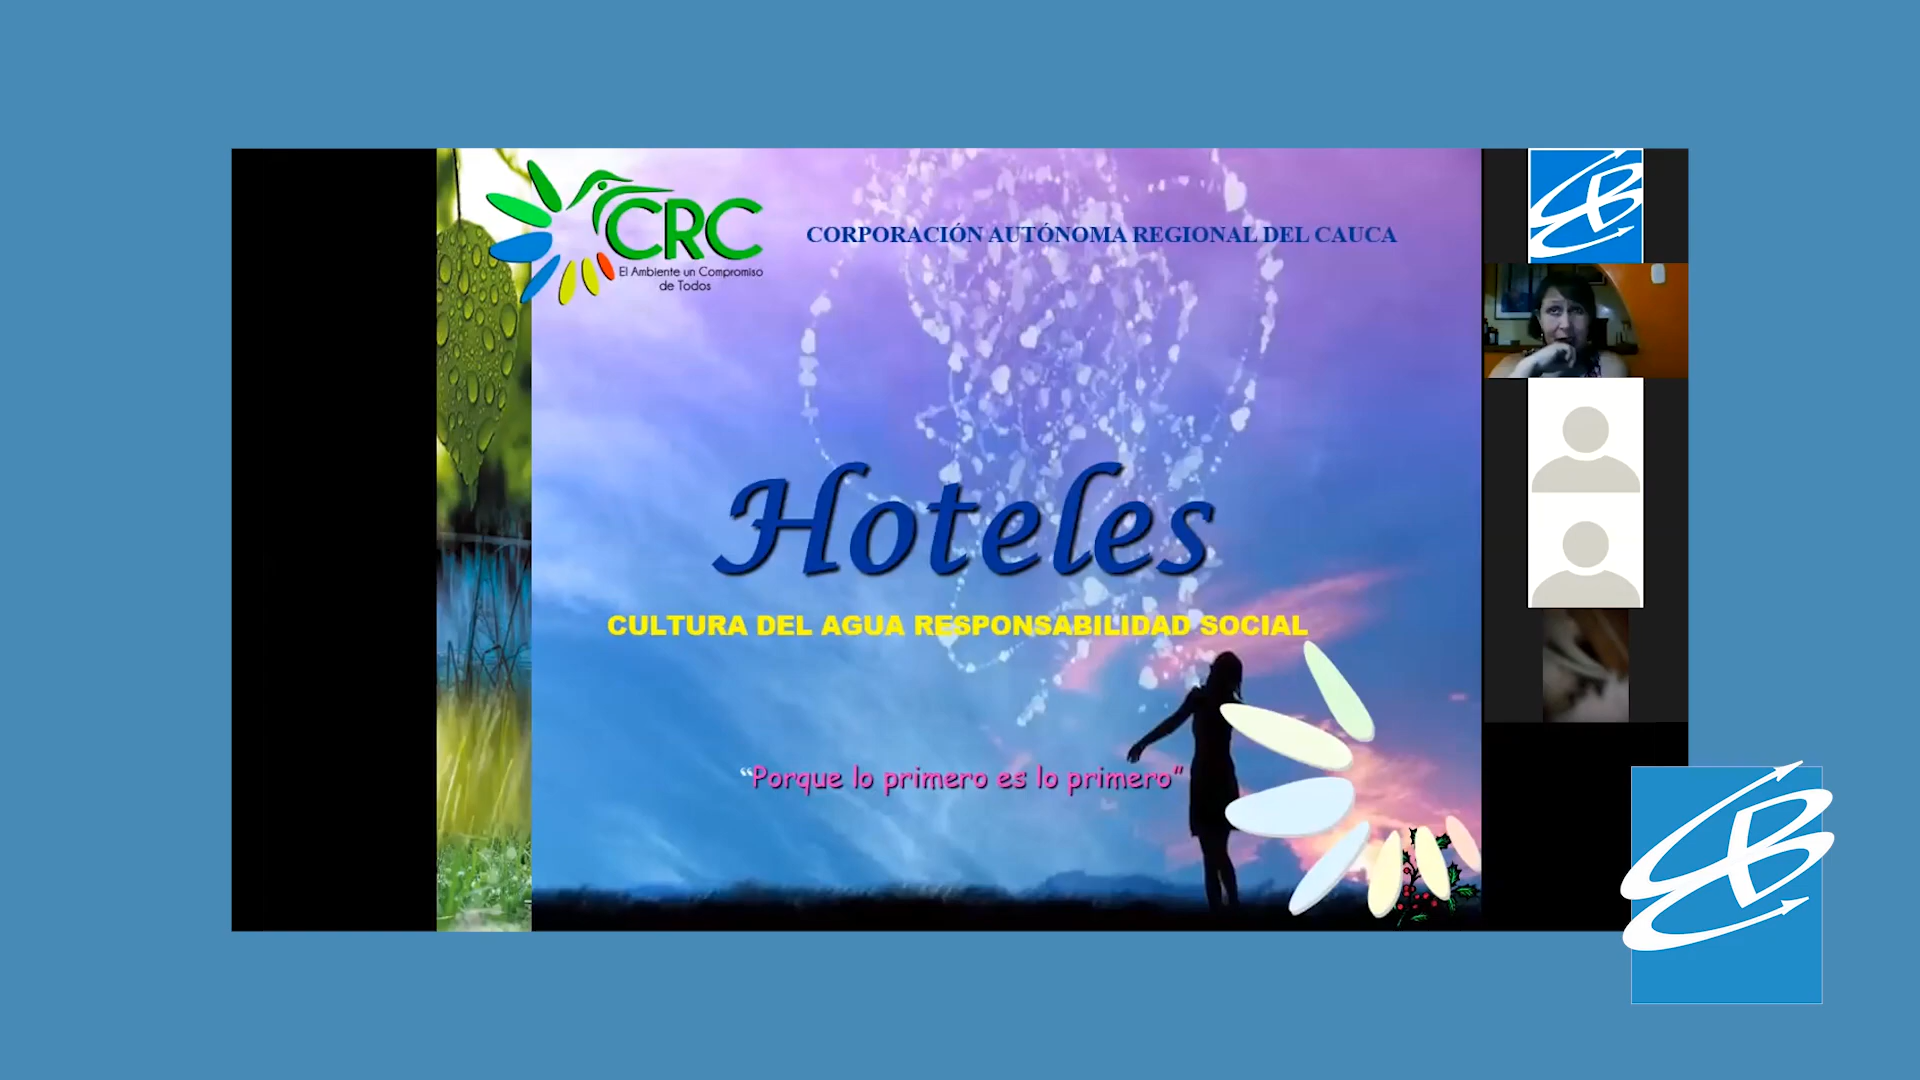 CRC
El Ambiente un Compromiso
de Todos
CORPORACIÓN AUTÓNOMA REGIONAL DEL CAUCA
Hoteles
CULTURA DEL AGUA RESPONSABILIDAD SOCIAL
“Porque lo primero es lo primero”